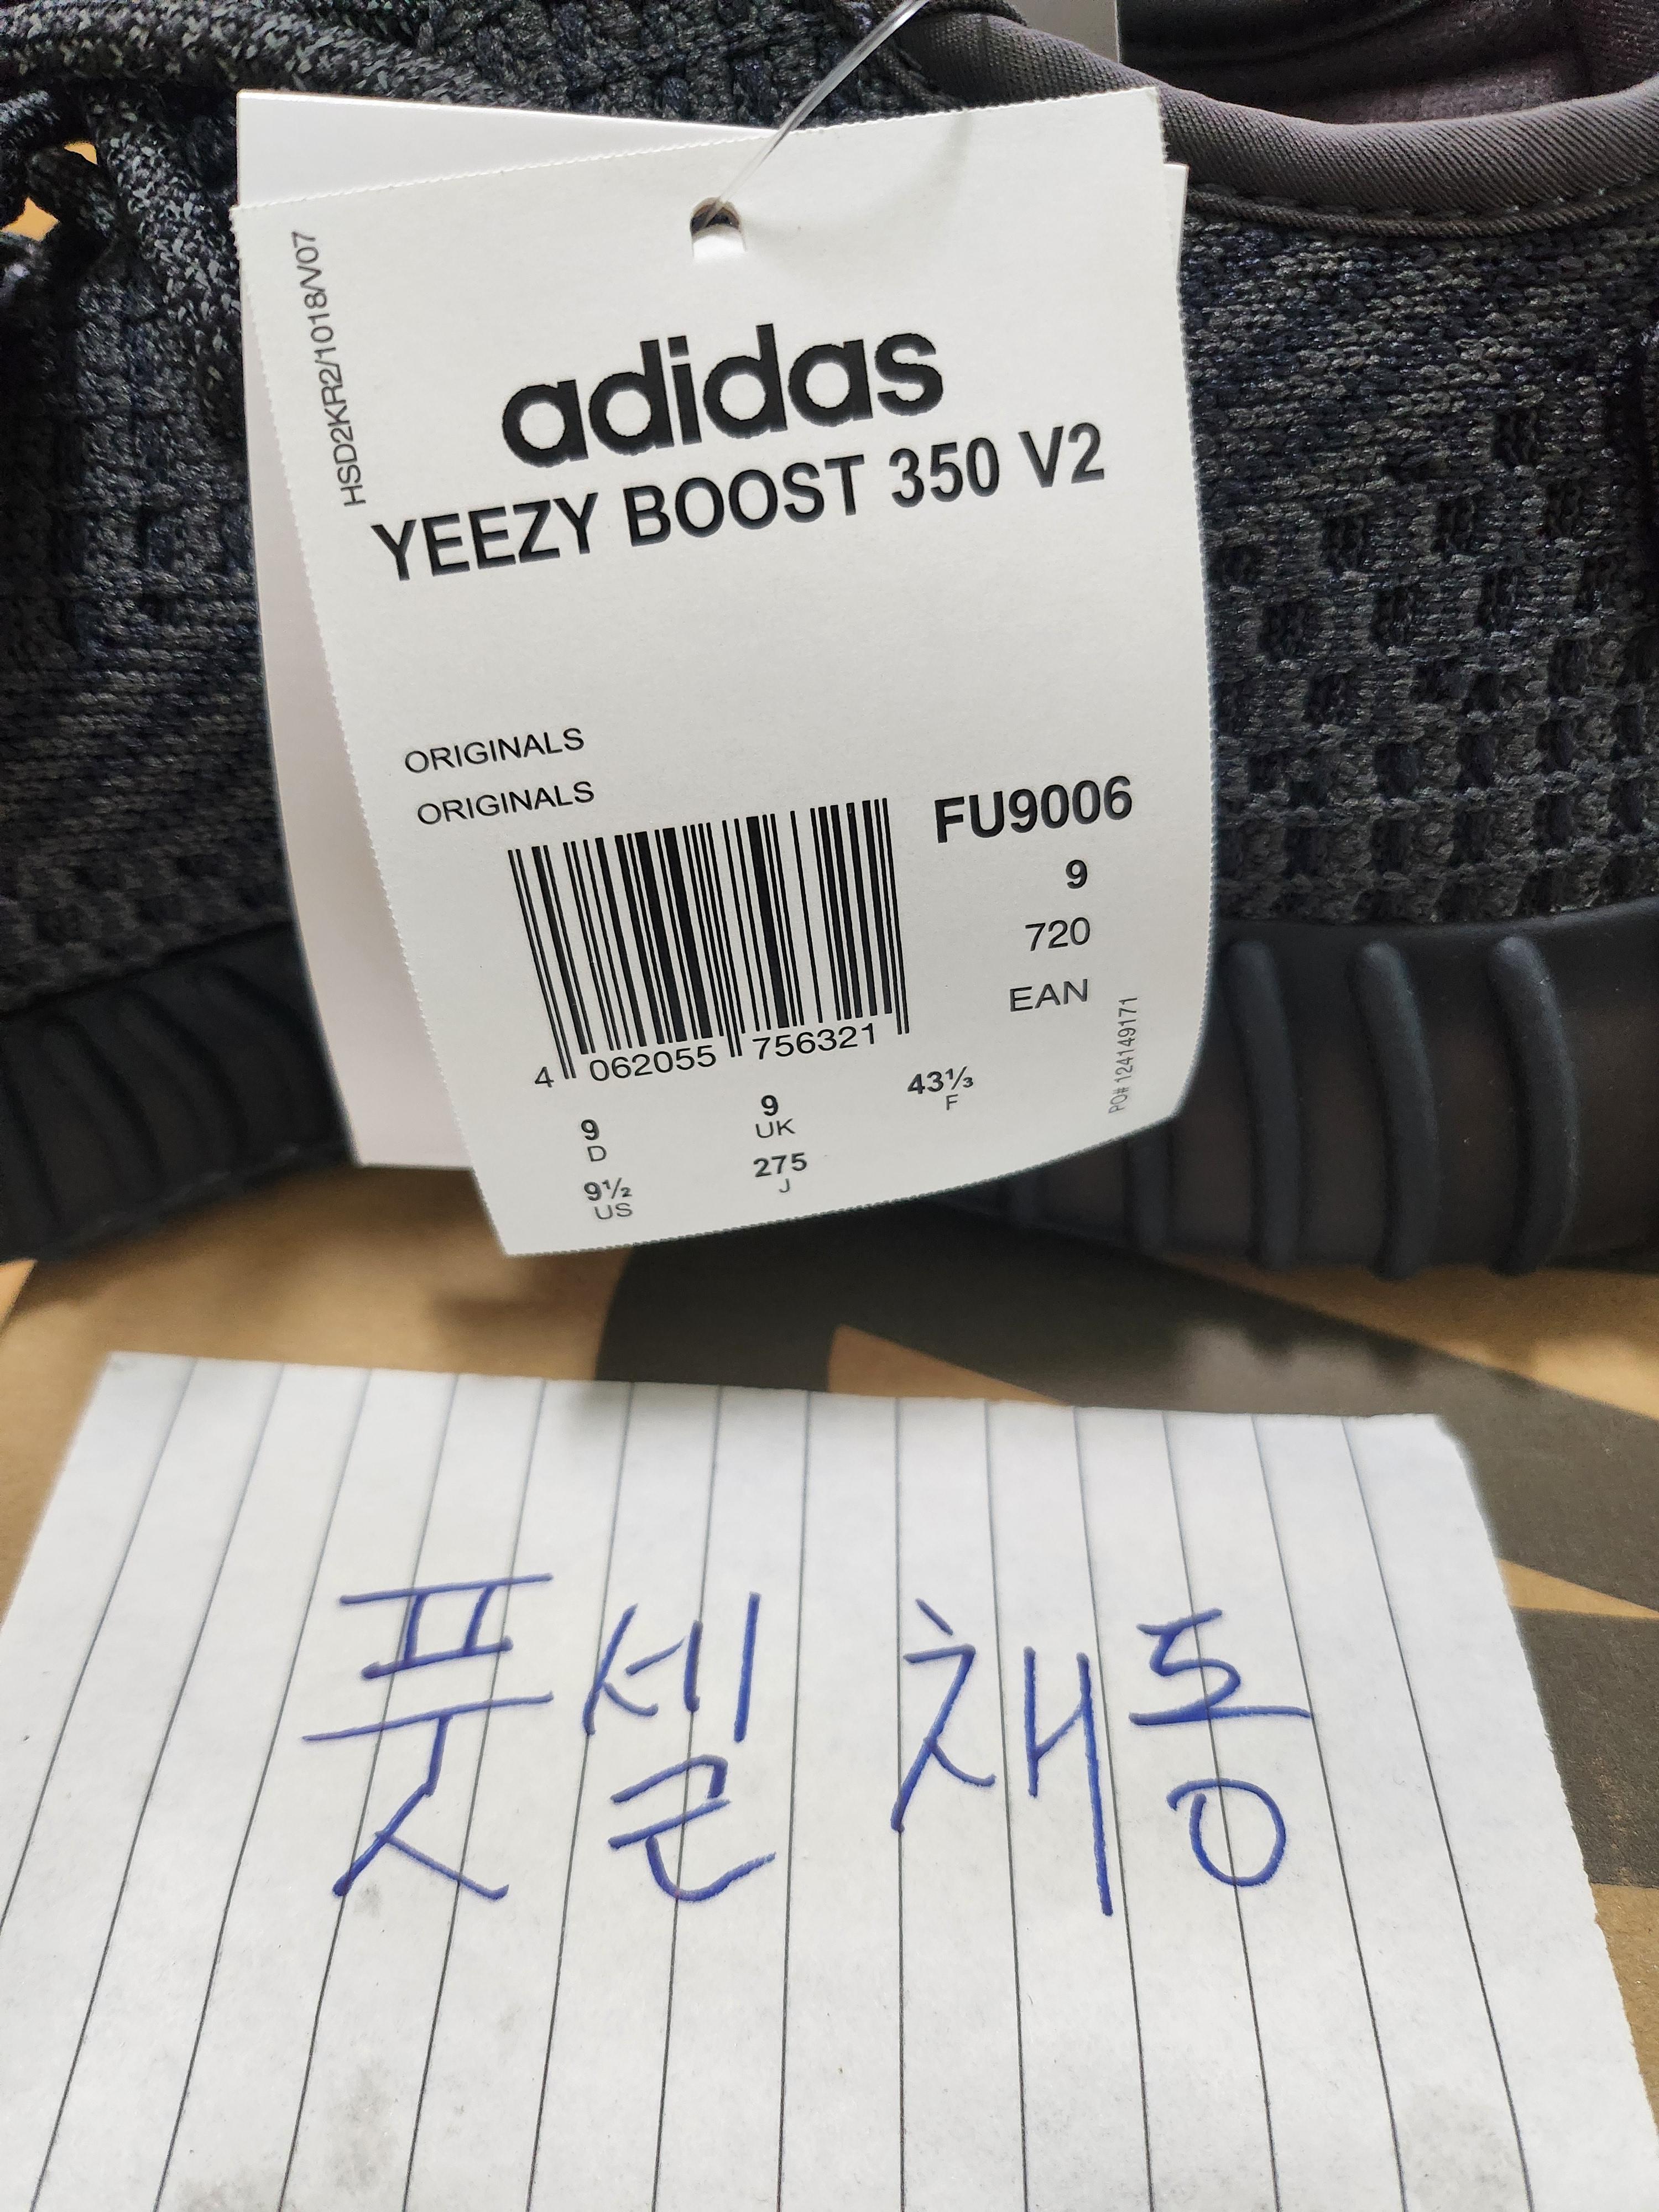 HSD2KR2/1018/V07
adidas
YEEZY BOOST 350 V2
ORIGINALS
ORIGINALS
FU9006
9
720
EAN
PO# 124149171
4 062055 756321
9 9 43⅓
D UK F
9½ 275
US J
풋셀 채동